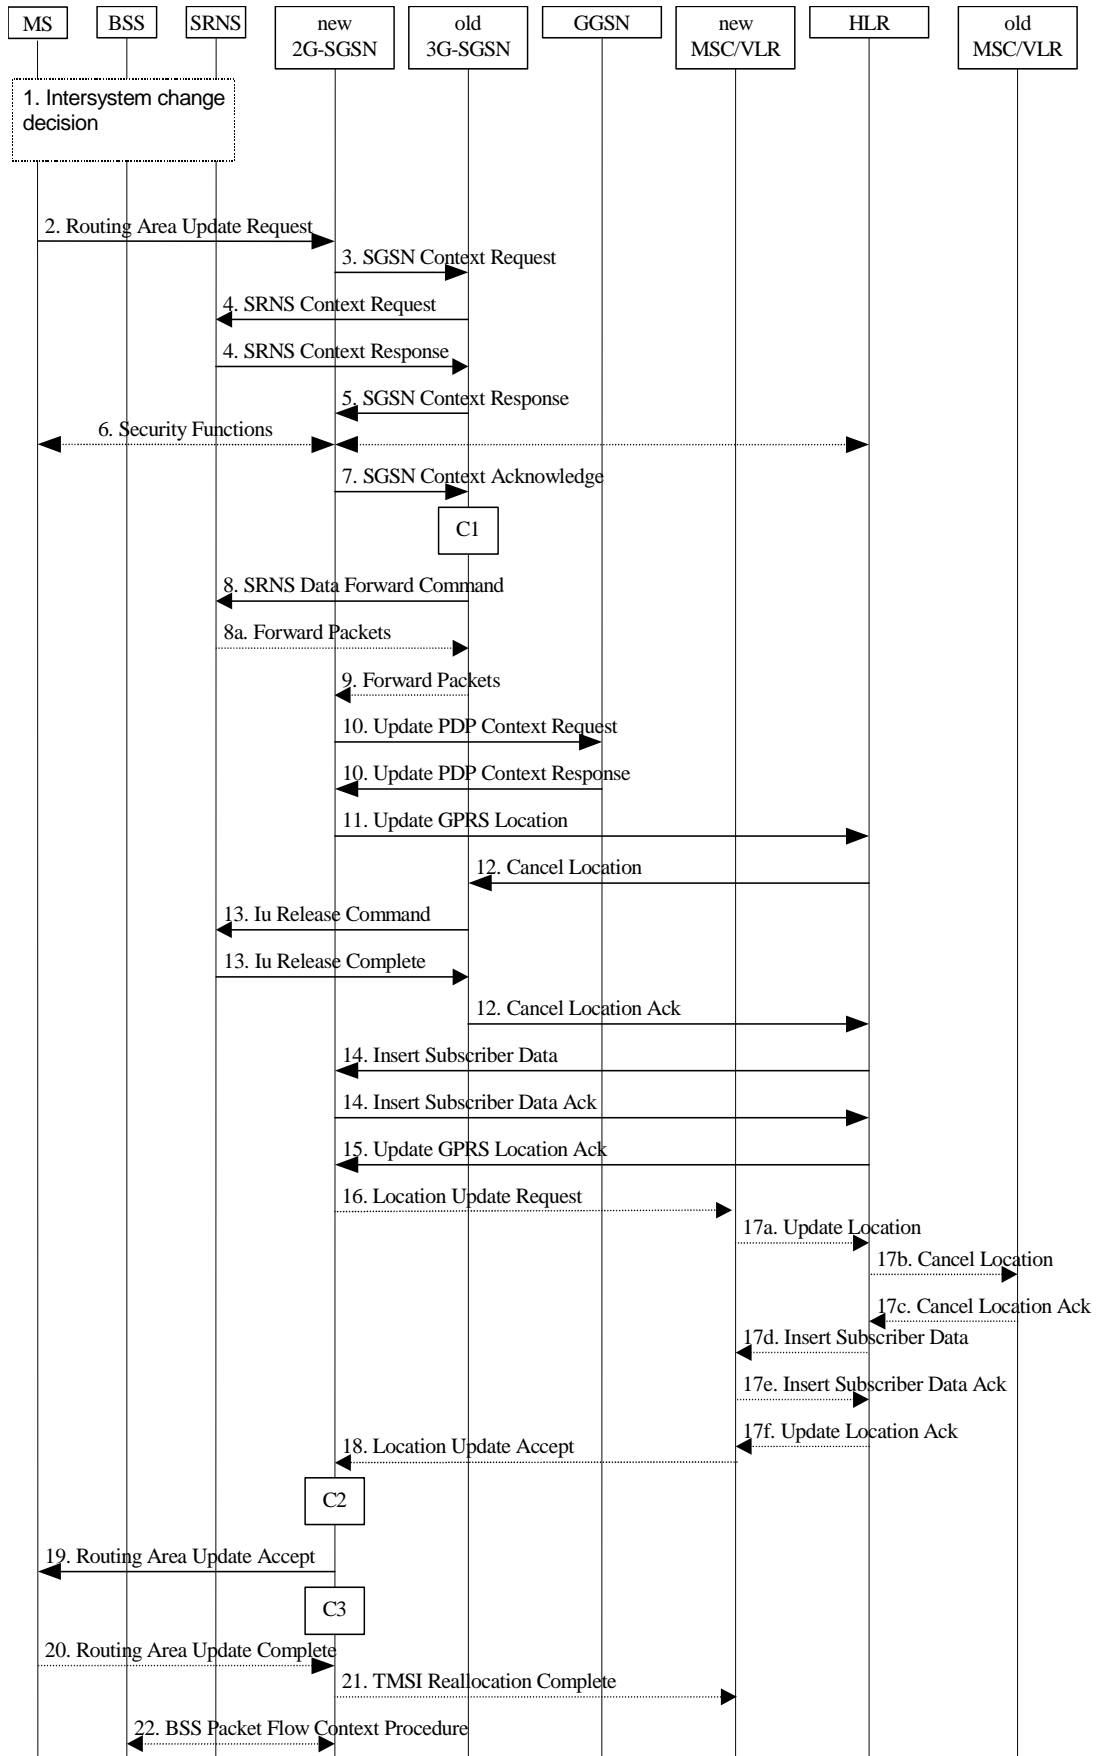 MS
BSS
SRNS
new
2G-SGSN
old
3G-SGSN
GGSN
new
MSC/VLR
HLR
old
MSC/VLR
1. Intersystem change
decision
2. Routing Area Update Request
3. SGSN Context Request
4. SRNS Context Request
4. SRNS Context Response
5. SGSN Context Response
6. Security Functions
7. SGSN Context Acknowledge
C1
8. SRNS Data Forward Command
8a. Forward Packets
9. Forward Packets
10. Update PDP Context Request
10. Update PDP Context Response
11. Update GPRS Location
12. Cancel Location
13. Iu Release Command
13. Iu Release Complete
12. Cancel Location Ack
14. Insert Subscriber Data
14. Insert Subscriber Data Ack
15. Update GPRS Location Ack
16. Location Update Request
17a. Update Location
17b. Cancel Location
17c. Cancel Location Ack
17d. Insert Subscriber Data
17e. Insert Subscriber Data Ack
17f. Update Location Ack
18. Location Update Accept
C2
19. Routing Area Update Accept
C3
20. Routing Area Update Complete
21. TMSI Reallocation Complete
22. BSS Packet Flow Context Procedure